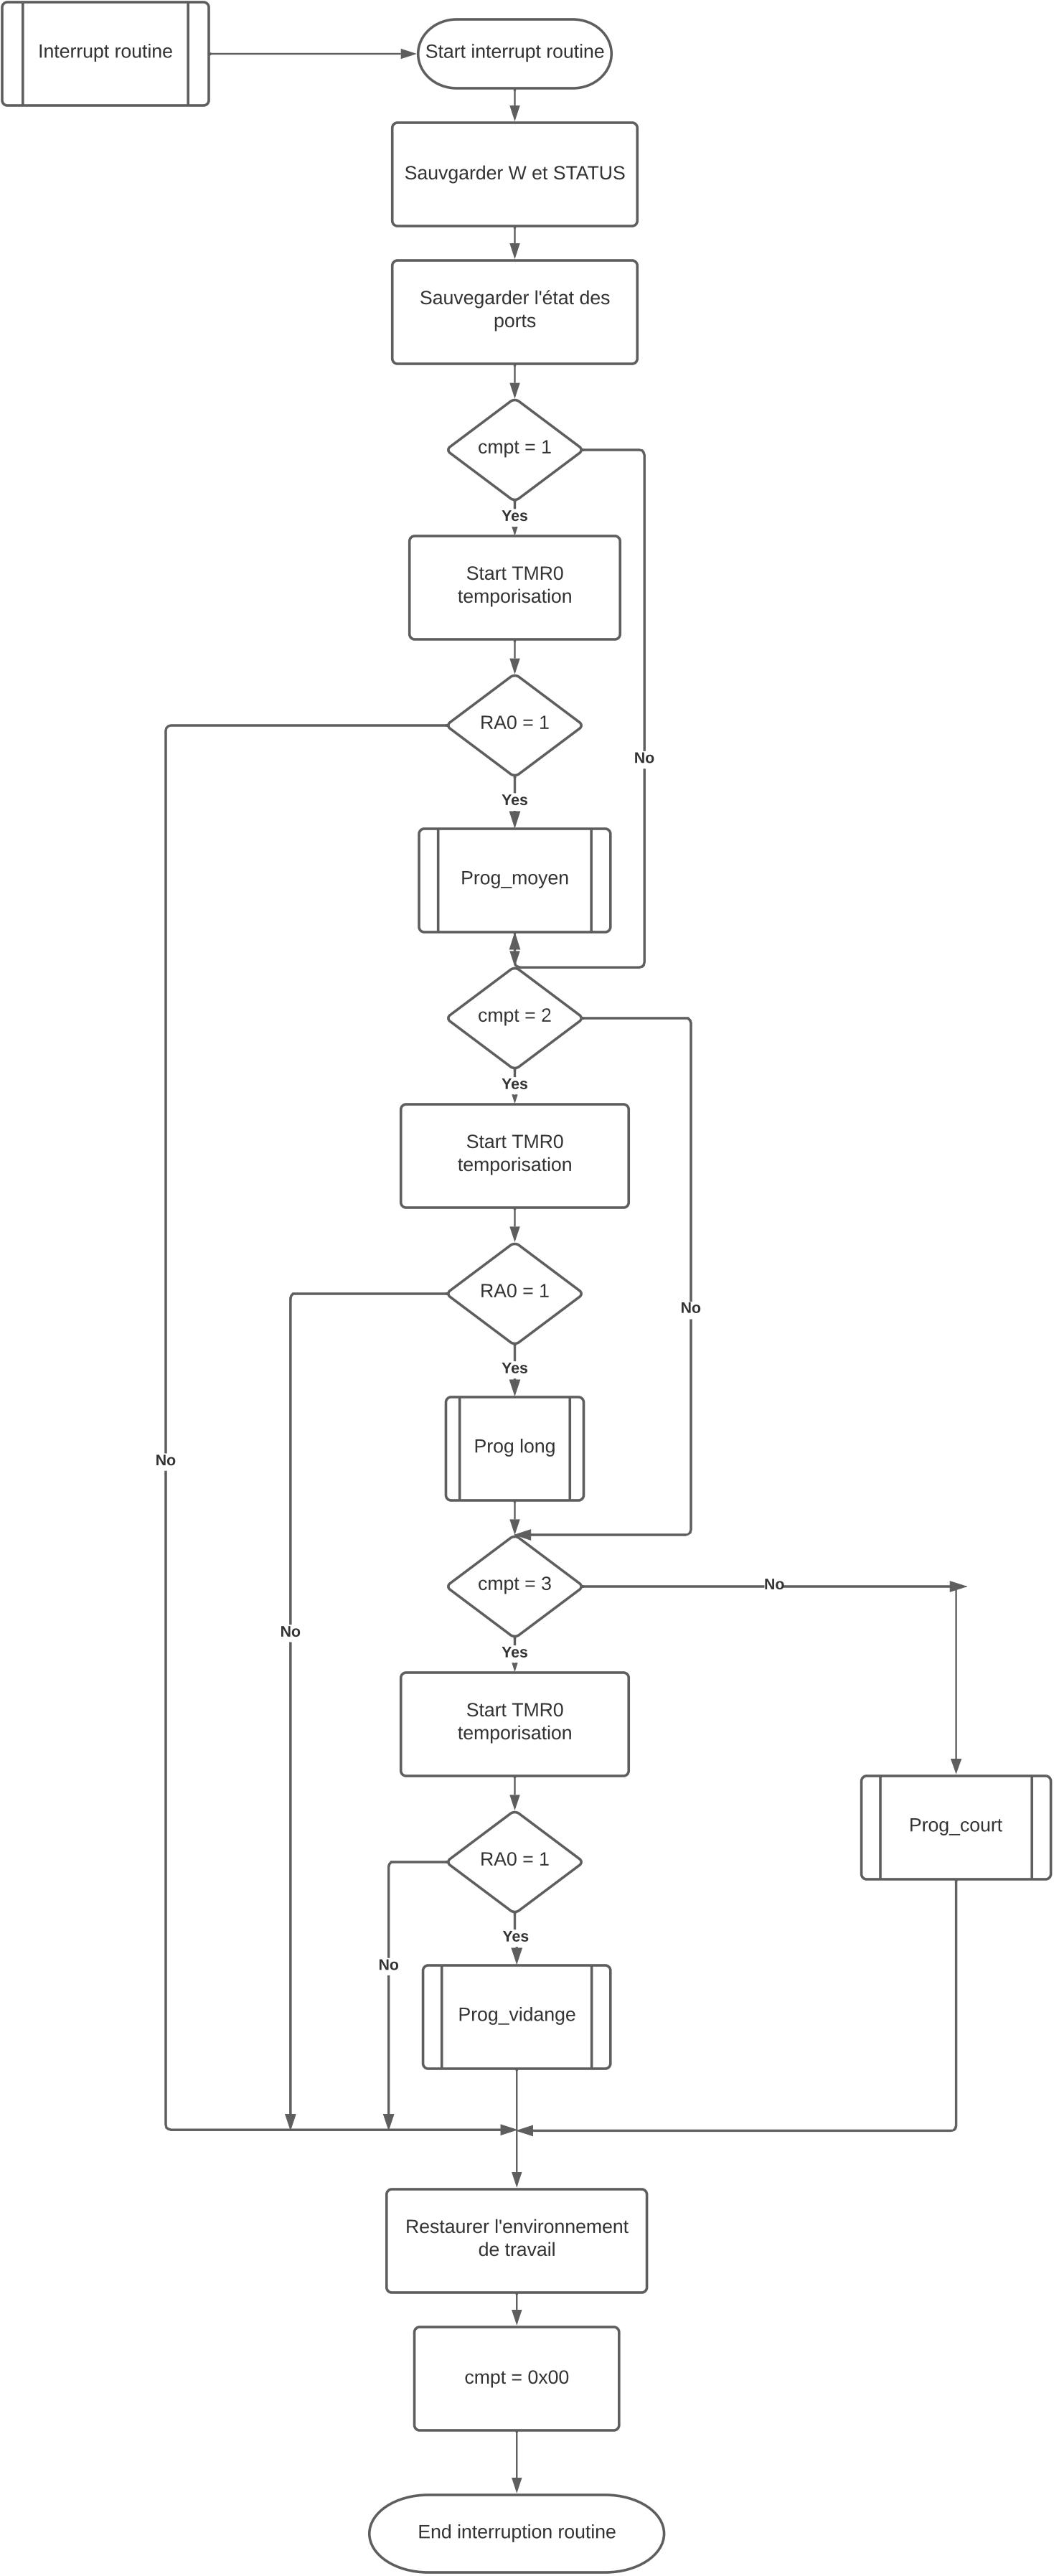 Interrupt routine
Start interrupt routine
Sauvgarder W et STATUS
Sauvegarder l'état des
ports
cmpt = 1
Yes
Start TMR0
temporisation
RA0 = 1
No
Yes
Prog_moyen
cmpt = 2
Yes
Start TMR0
temporisation
RA0 = 1
No
Yes
Prog long
No
cmpt = 3
No
No
Yes
Start TMR0
temporisation
Prog_court
RA0 = 1
Yes
No
Prog_vidange
Restaurer l'environnement
de travail
cmpt = 0x00
End interruption routine